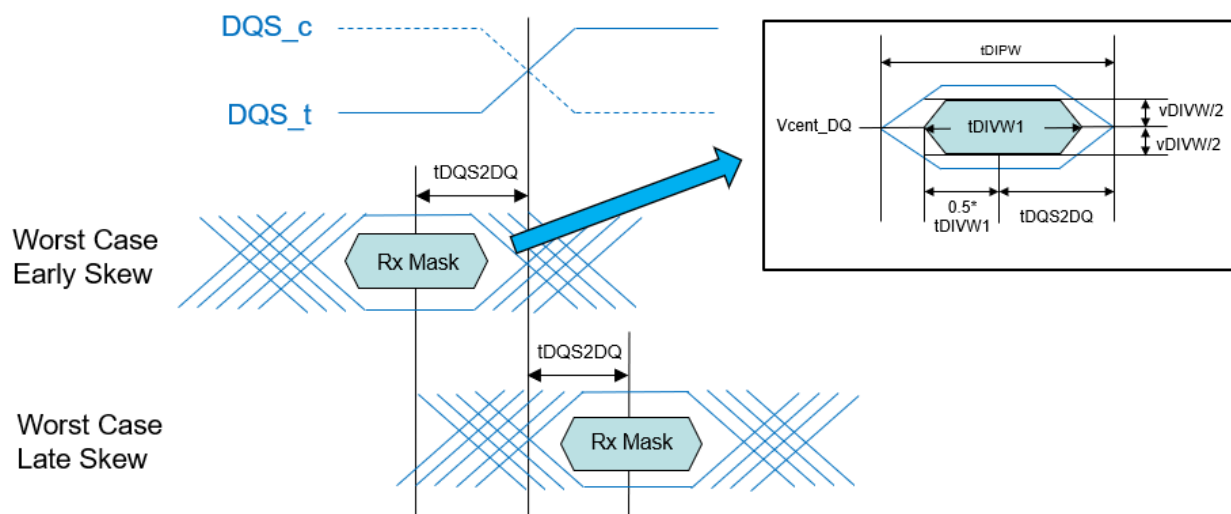 DQS_c
DQS_t
tDQS2DQ
Worst Case
Early Skew
Rx Mask
tDQS2DQ
Worst Case
Late Skew
Rx Mask
tDIPW
Vcent_DQ
tDIVW1
vDIVW/2
vDIVW/2
0.5*
tDIVW1
tDQS2DQ